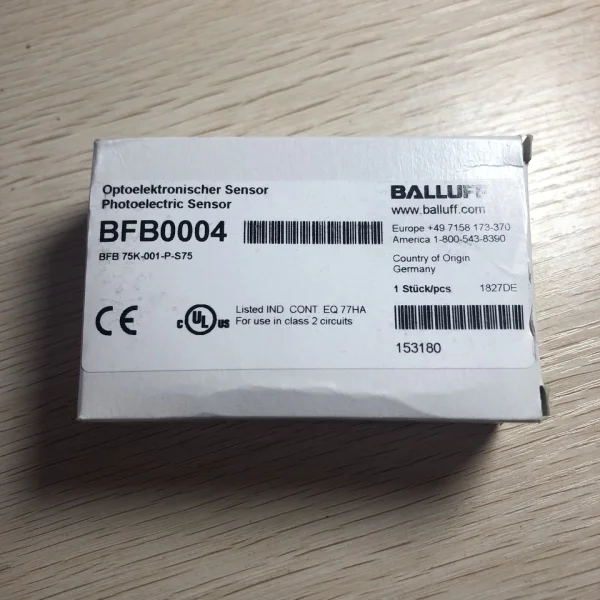 Optoelektronischer Sensor
Photoelectric Sensor
BFB0004
BFB 75K-001-P-S75
CE
c UL us
Listed IND CONT EQ 77HA
For use in class 2 circuits
BALLUFF
www.balluff.com
Europe +49 7158 173-370
America 1-800-543-8390
Country of Origin
Germany
1 Stück/pcs 1827DE
153180